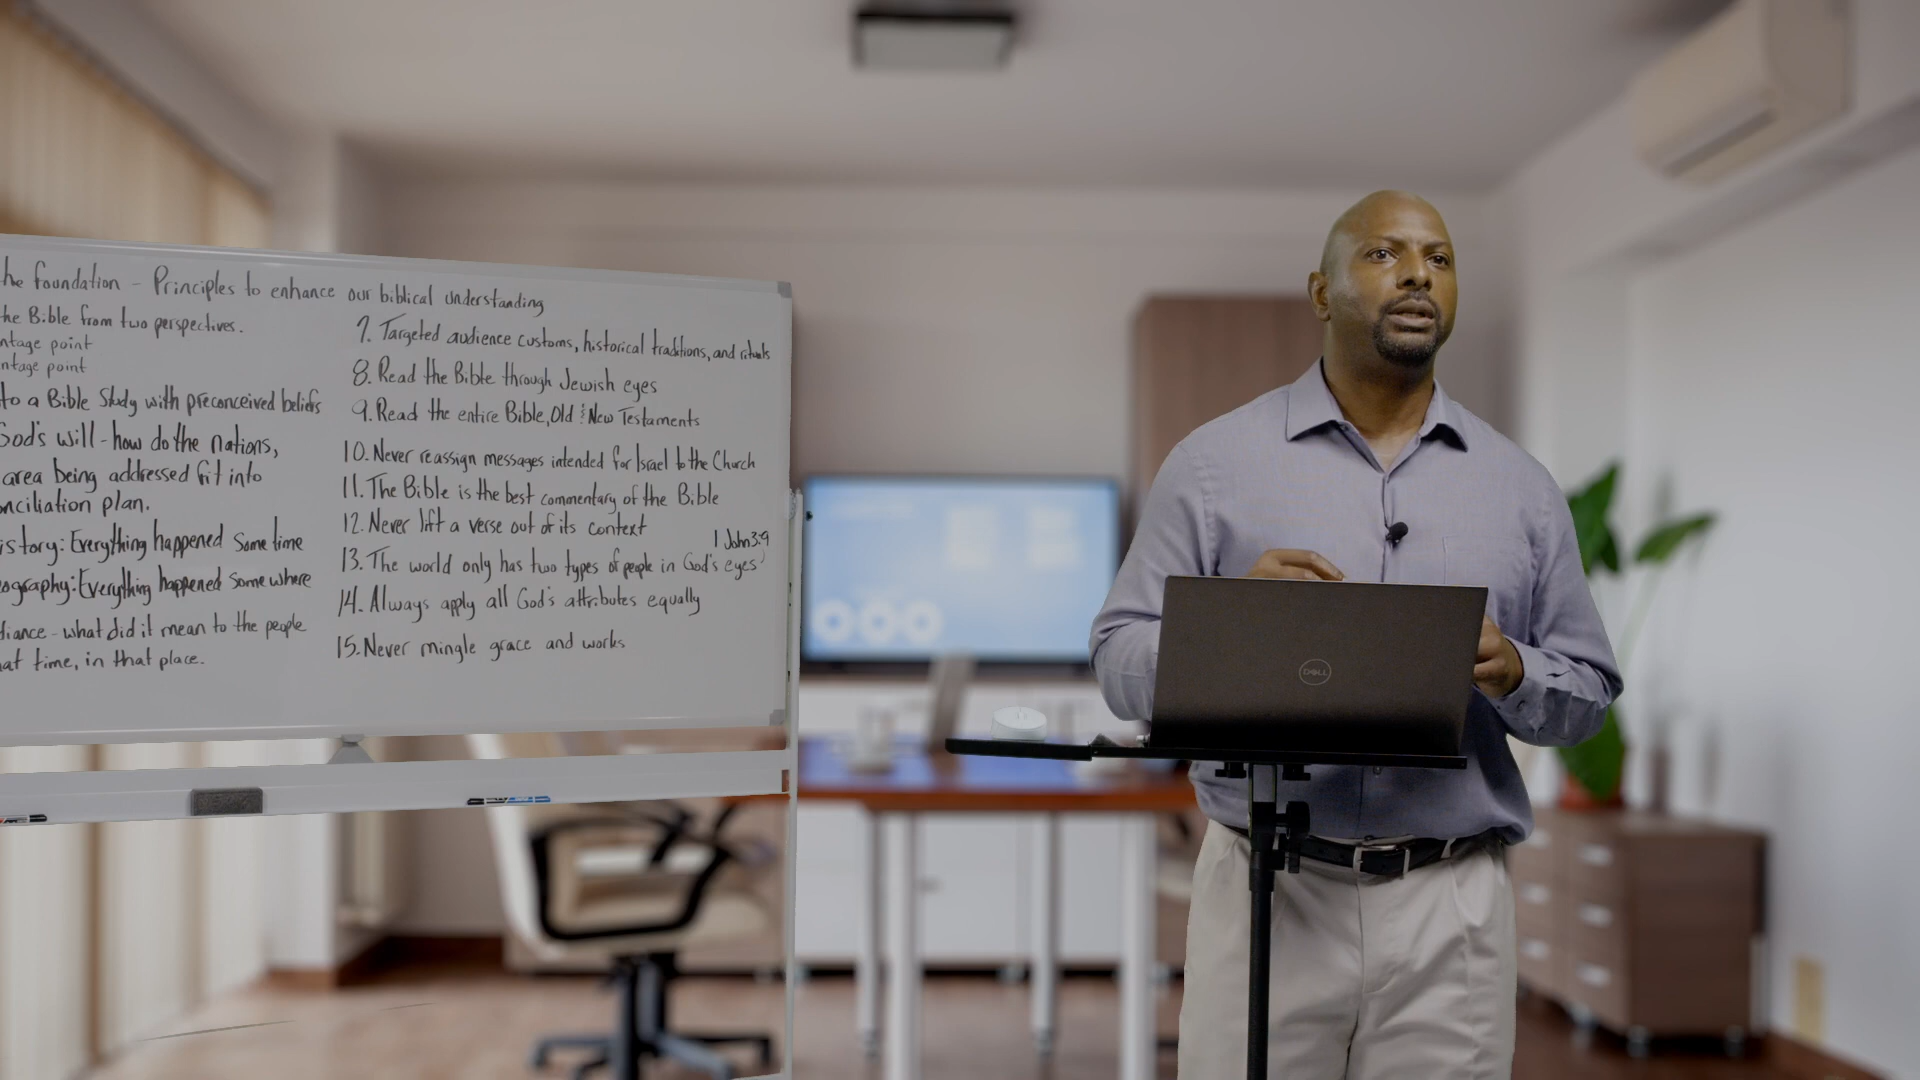 he foundation - Principles to enhance our biblical understanding
he Bible from two perspectives.
ntage point
ntage point
to a Bible Study with preconceived beliefs
God's will - how do the nations,
area being addressed fit into
nciliation plan.
istory: Everything happened some time
ography: Everything happened some where
diance - what did it mean to the people
at time, in that place.
7. Targeted audience customs, historical traditions, and rituals
8. Read the Bible through Jewish eyes
9. Read the entire Bible, Old & New Testaments
10. Never reassign messages intended for Israel to the Church
11. The Bible is the best commentary of the Bible
12. Never lift a verse out of its context
1 John 3:9
13. The world only has two types of people in God's eyes
14. Always apply all God's attributes equally
15. Never mingle grace and works
DELL